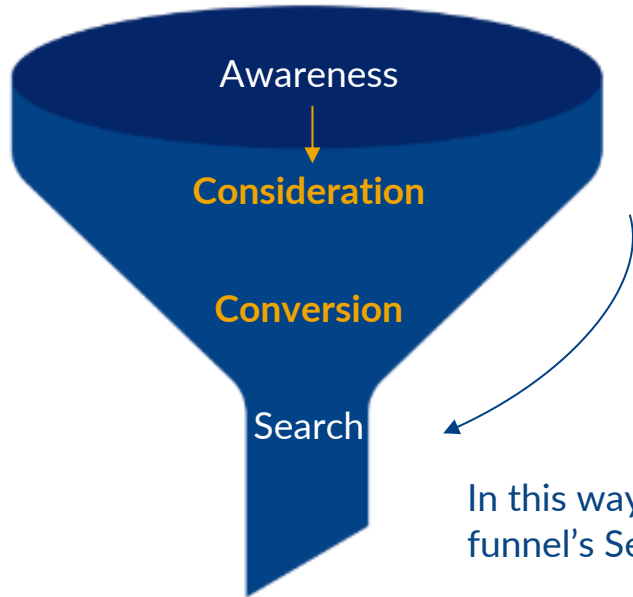 Awareness
Consideration
Conversion
Search
In this way
funnel's Se